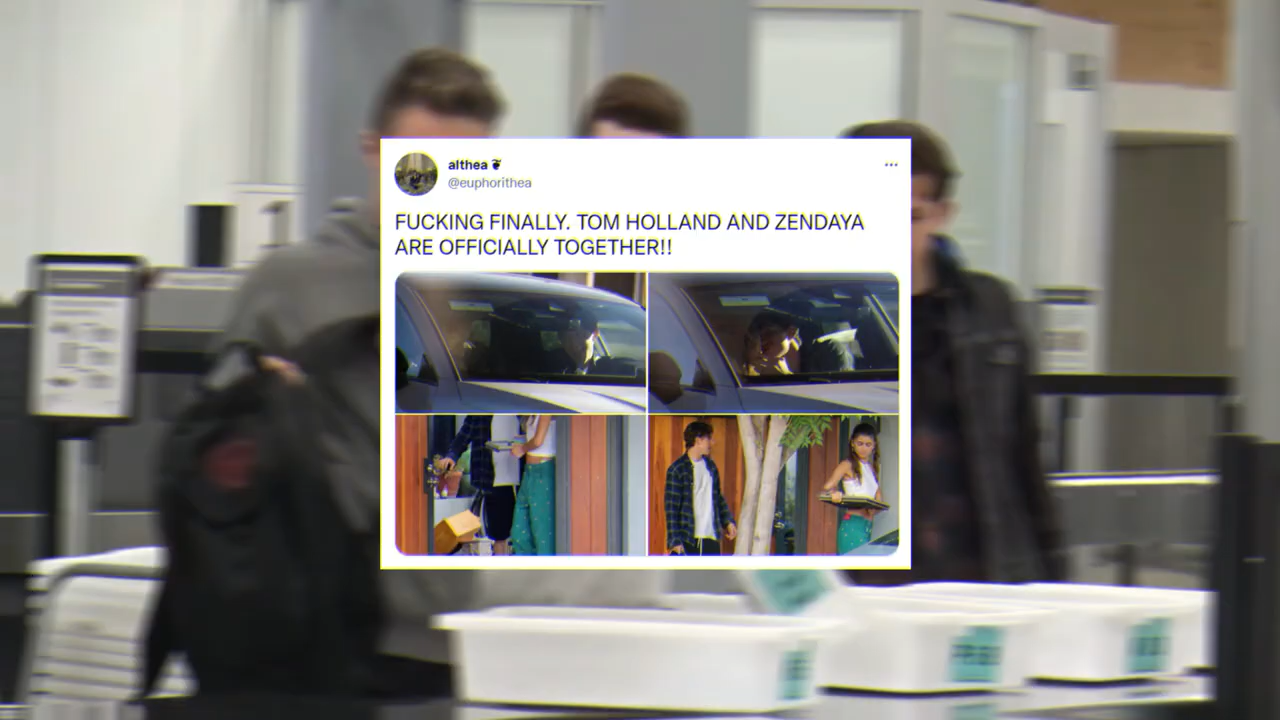 althea ❦
@euphorithea
FUCKING FINALLY. TOM HOLLAND AND ZENDAYA
ARE OFFICIALLY TOGETHER!!